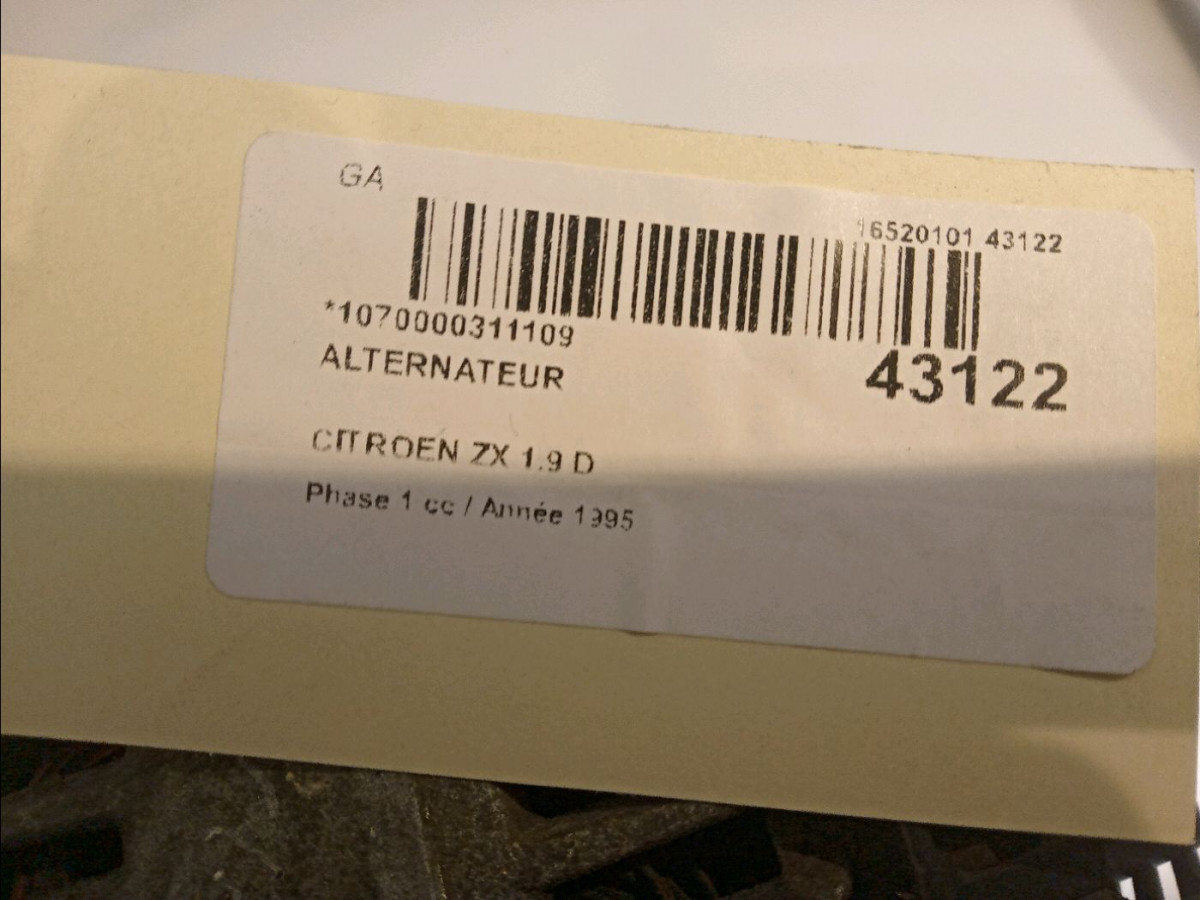 GA
16520101 43122
*1070000311109
43122
ALTERNATEUR
CITROEN ZX 1.9 D
Phase 1 cc / Année 1995